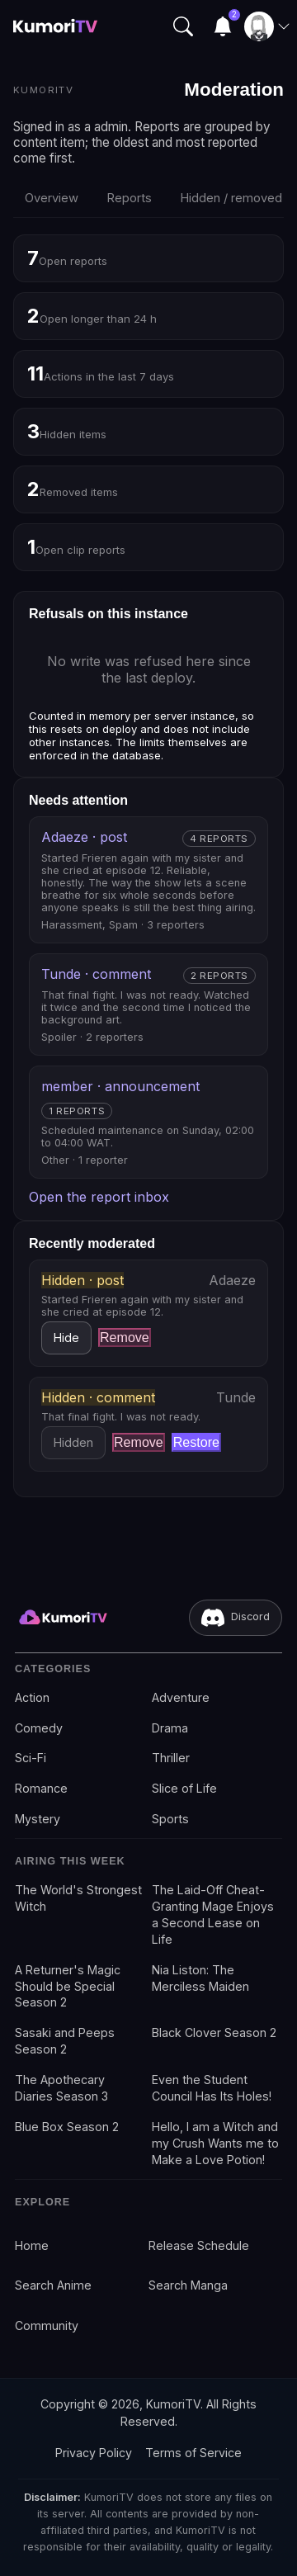 KumoriTV
2
KUMORITV
Moderation
Signed in as a admin. Reports are grouped by
content item; the oldest and most reported
come first.
Overview
Reports
Hidden / removed
7 Open reports
2 Open longer than 24 h
11 Actions in the last 7 days
3 Hidden items
2 Removed items
1 Open clip reports
Refusals on this instance
No write was refused here since
the last deploy.
Counted in memory per server instance, so
this resets on deploy and does not include
other instances. The limits themselves are
enforced in the database.
Needs attention
Adaeze · post
4 REPORTS
Started Frieren again with my sister and
she cried at episode 12. Reliable,
honestly. The way the show lets a scene
breathe for six whole seconds before
anyone speaks is still the best thing airing.
Harassment, Spam · 3 reporters
Tunde · comment
2 REPORTS
That final fight. I was not ready. Watched
it twice and the second time I noticed the
background art.
Spoiler · 2 reporters
member · announcement
1 REPORTS
Scheduled maintenance on Sunday, 02:00
to 04:00 WAT.
Other · 1 reporter
Open the report inbox
Recently moderated
Hidden · post
Adaeze
Started Frieren again with my sister and
she cried at episode 12.
Hide
Remove
Hidden · comment
Tunde
That final fight. I was not ready.
Hidden
Remove
Restore
KumoriTV
Discord
CATEGORIES
Action
Adventure
Comedy
Drama
Sci-Fi
Thriller
Romance
Slice of Life
Mystery
Sports
AIRING THIS WEEK
The World's Strongest
Witch
The Laid-Off Cheat-
Granting Mage Enjoys
a Second Lease on
Life
A Returner's Magic
Should be Special
Season 2
Nia Liston: The
Merciless Maiden
Sasaki and Peeps
Season 2
Black Clover Season 2
The Apothecary
Diaries Season 3
Even the Student
Council Has Its Holes!
Blue Box Season 2
Hello, I am a Witch and
my Crush Wants me to
Make a Love Potion!
EXPLORE
Home
Release Schedule
Search Anime
Search Manga
Community
Copyright © 2026, KumoriTV. All Rights
Reserved.
Privacy Policy
Terms of Service
Disclaimer: KumoriTV does not store any files on
its server. All contents are provided by non-
affiliated third parties, and KumoriTV is not
responsible for their availability, quality or legality.